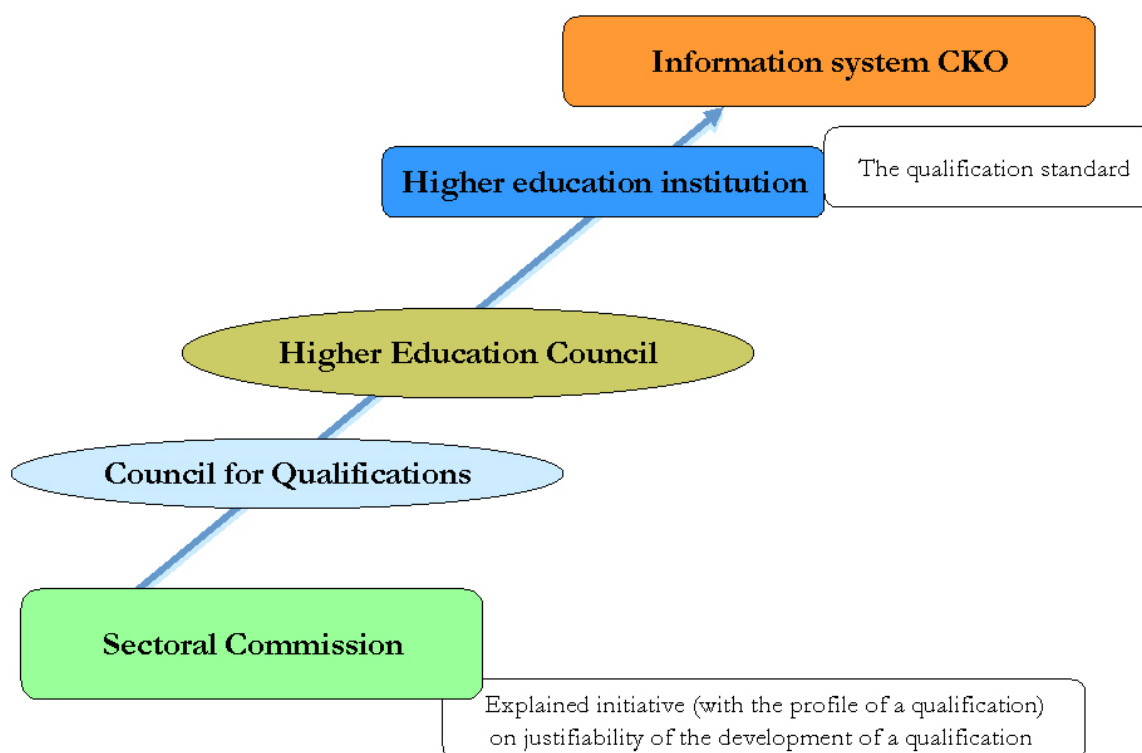 Information system CKO
Higher education institution
The qualification standard
Higher Education Council
Council for Qualifications
Sectoral Commission
Explained initiative (with the profile of a qualification)
on justifiability of the development of a qualification